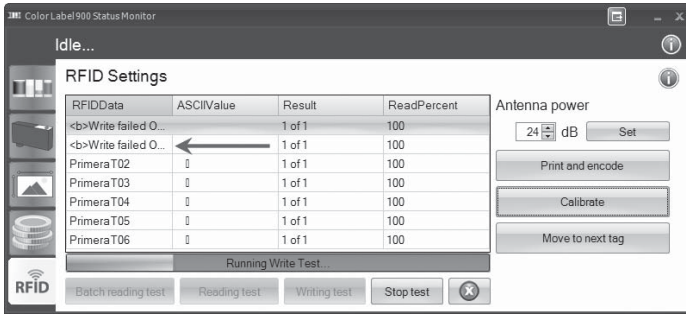 Color Label 900 Status Monitor
Idle...
RFID Settings
RFIDData ASCIIValue Result ReadPercent
<b>Write failed O... 1 of 1 100
<b>Write failed O... 1 of 1 100
PrimeraT02 1 of 1 100
PrimeraT03 1 of 1 100
PrimeraT04 1 of 1 100
PrimeraT05 1 of 1 100
PrimeraT06 1 of 1 100
Antenna power
24 dB Set
Print and encode
Calibrate
Move to next tag
Running Write Test...
RFID
Batch reading test Reading test Writing test Stop test